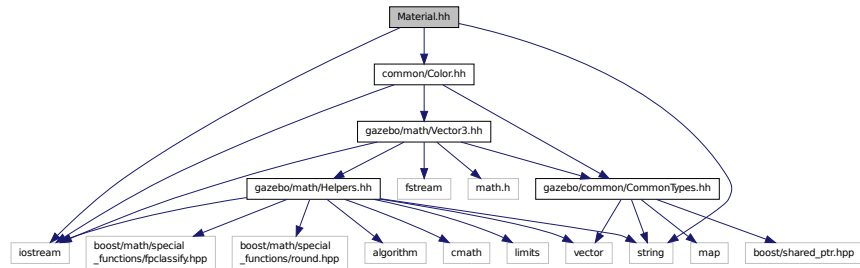 Material.hh
common/Color.hh
gazebo/math/Vector3.hh
gazebo/math/Helpers.hh
fstream
math.h
gazebo/common/CommonTypes.hh
iostream
boost/math/special
_functions/fpclassify.hpp
boost/math/special
_functions/round.hpp
algorithm
cmath
limits
vector
string
map
boost/shared_ptr.hpp